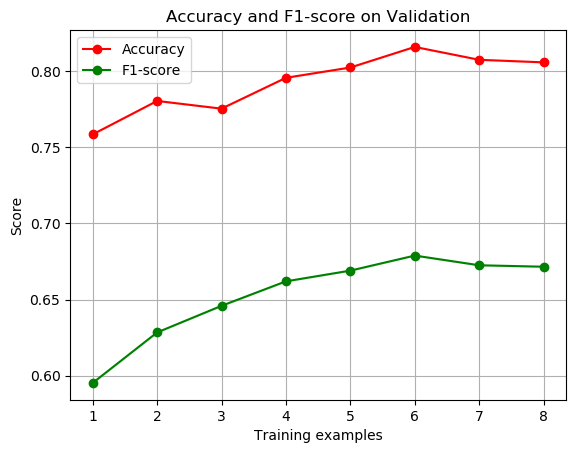 Accuracy and F1-score on Validation
Accuracy
F1-score
0.80
0.75
0.70
0.65
0.60
Score
1 2 3 4 5 6 7 8
Training examples